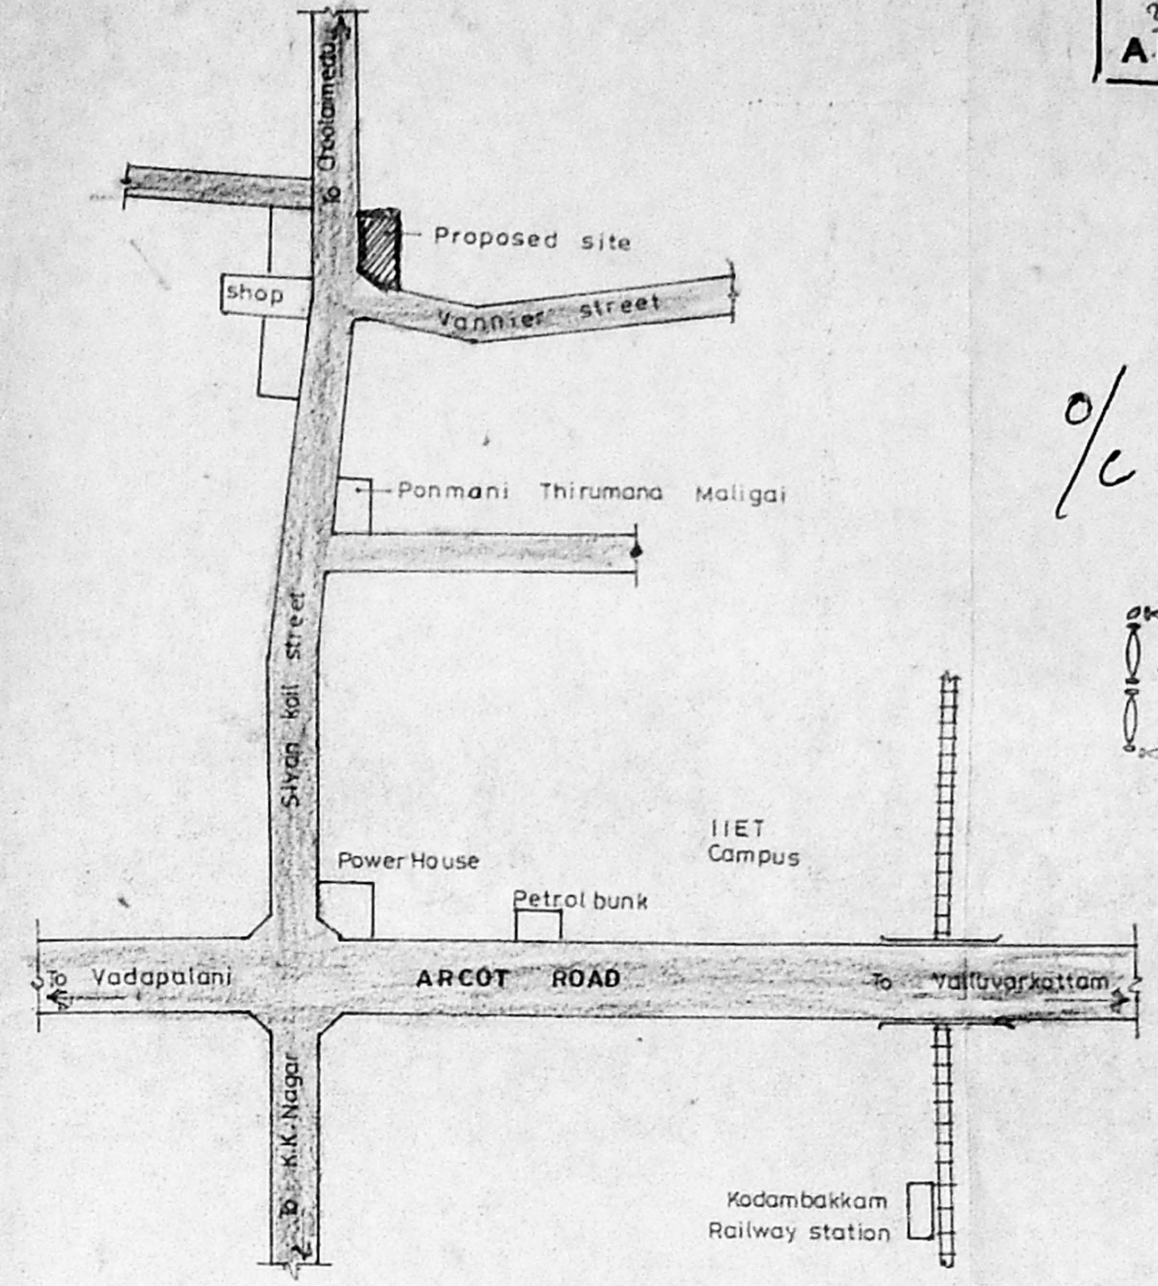 A
To Choolaimedu
Proposed site
shop
Vannier street
O/C
Ponmani Thirumana Maligai
Sivan Koil street
IIET
Campus
Power House
Petrol bunk
To Vadapalani
ARCOT ROAD
To Valluvarkottam
To K.K.Nagar
Kodambakkam
Railway station